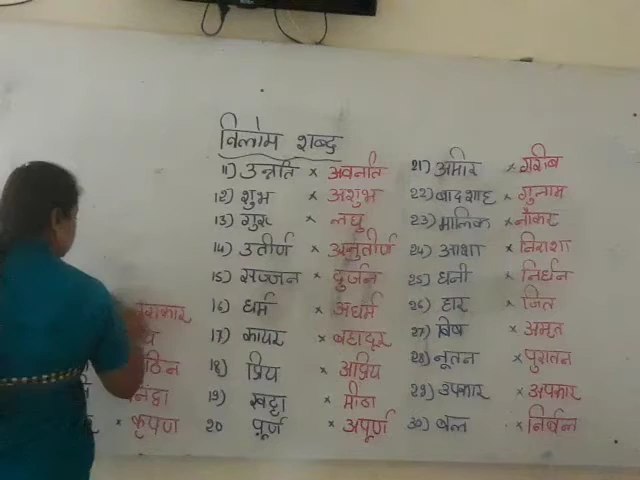 विलोम शब्द
राकार
ठिन
निंदा
× कृपण
11) उन्नति × अवनति
12) शुभ × अशुभ
13) गुरु × लघु
14) उतीर्ण × अनुतीर्ण
15) सज्जन × दुर्जन
16) धर्म × अधर्म
17) कायर × बहादूर
18) प्रिय × अप्रिय
19) खट्टा × मीठा
20 पूर्ण × अपूर्ण
21) अमीर × गरीब
22) बादशाह × गुलाम
23) मालिक × नौकर
24) आशा × निराशा
25) धनी × निर्धन
26) हार × जित
27) विष × अमृत
28) नूतन × पुरातन
29) उपकार × अपकार
30) बल × निर्बल